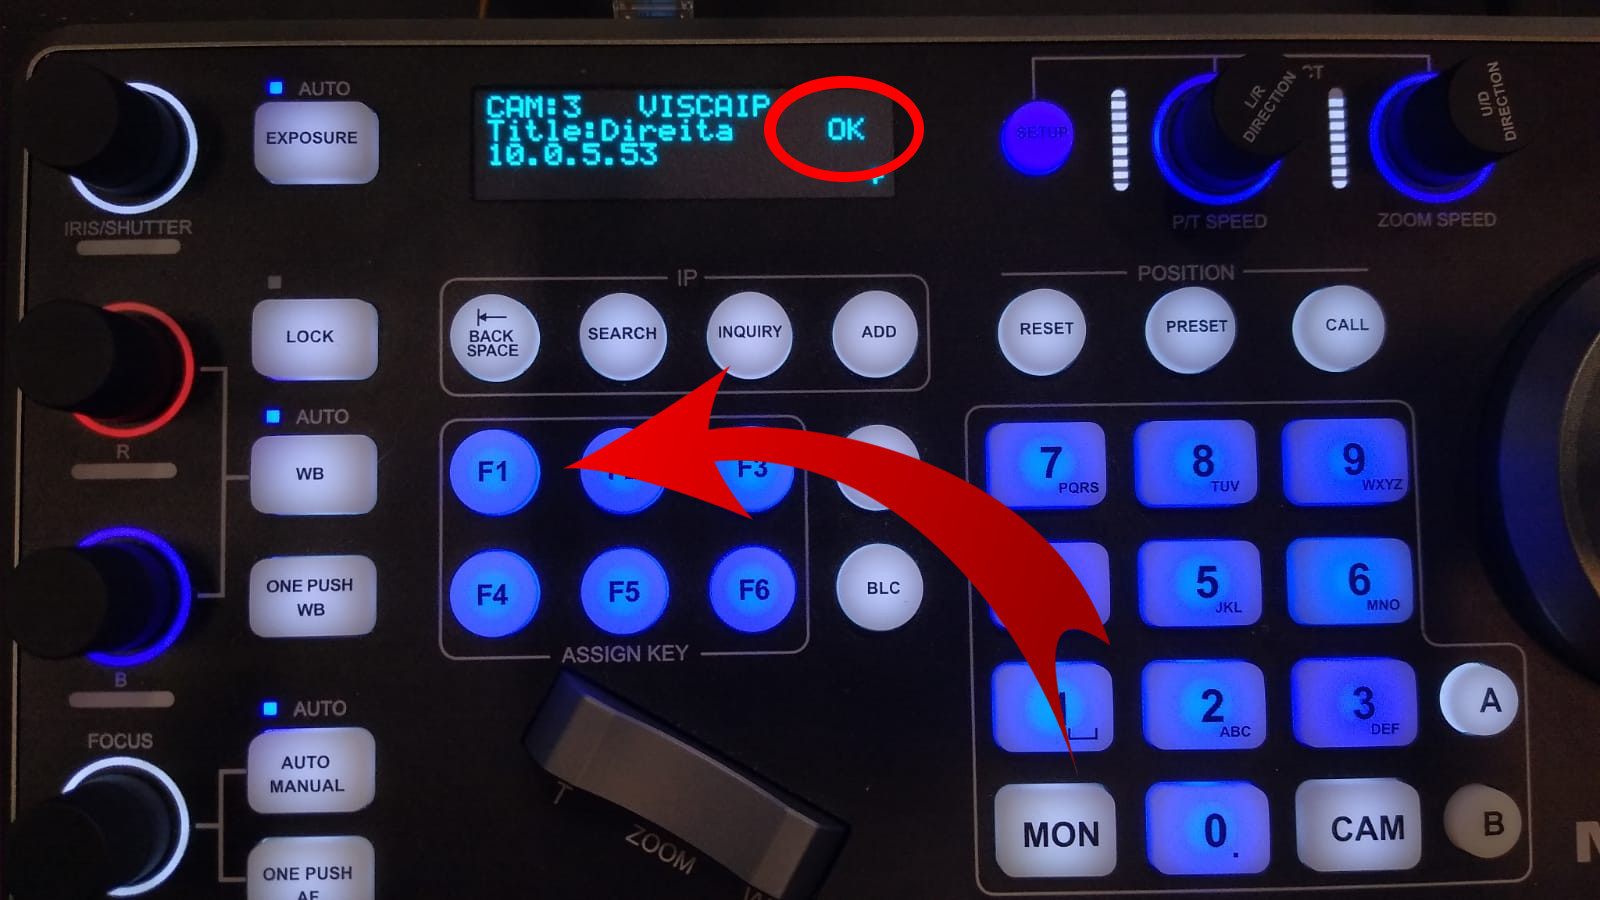 AUTO
EXPOSURE
CAM:3 VISCAIP
Title:Direita
OK
10.0.5.53
SETUP
L/R-
DIRECTION
U/D
DIRECTION
IRIS/SHUTTER
P/T SPEED
ZOOM SPEED
IP
POSITION
LOCK
BACK
SPACE
SEARCH
INQUIRY
ADD
RESET
PRESET
CALL
AUTO
R
WB
F1
F3
7
PQRS
8
TUV
9
WXYZ
ONE PUSH
WB
F4
F5
F6
BLC
5
JKL
6
MNO
ASSIGN KEY
B
AUTO
FOCUS
AUTO
MANUAL
1
2
ABC
3
DEF
A
T
ZOOM
MON
0
.
CAM
B
ONE PUSH
AF